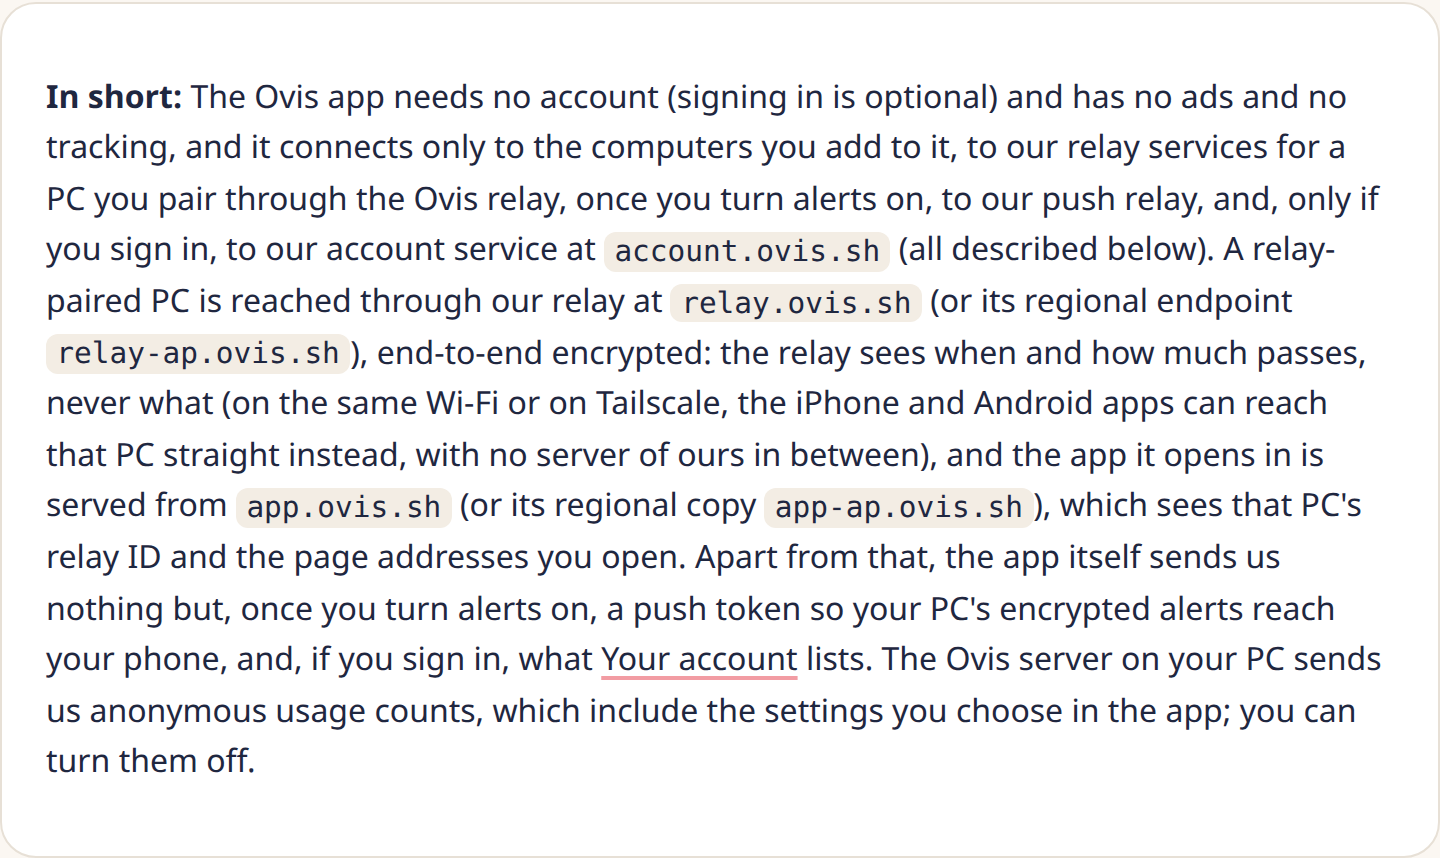 In short: The Ovis app needs no account (signing in is optional) and has no ads and no
tracking, and it connects only to the computers you add to it, to our relay services for a
PC you pair through the Ovis relay, once you turn alerts on, to our push relay, and, only if
you sign in, to our account service at account.ovis.sh (all described below). A relay-
paired PC is reached through our relay at relay.ovis.sh (or its regional endpoint
relay-ap.ovis.sh), end-to-end encrypted: the relay sees when and how much passes,
never what (on the same Wi-Fi or on Tailscale, the iPhone and Android apps can reach
that PC straight instead, with no server of ours in between), and the app it opens in is
served from app.ovis.sh (or its regional copy app-ap.ovis.sh), which sees that PC's
relay ID and the page addresses you open. Apart from that, the app itself sends us
nothing but, once you turn alerts on, a push token so your PC's encrypted alerts reach
your phone, and, if you sign in, what Your account lists. The Ovis server on your PC sends
us anonymous usage counts, which include the settings you choose in the app; you can
turn them off.